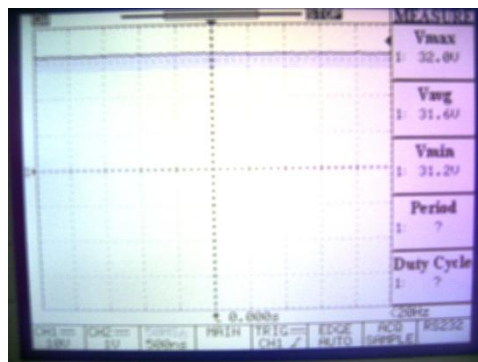 STOP MEASURE
Vmax
1: 32.0V
Vavg
1: 31.6V
Vmin
1: 31.2V
Period
1: ?
Duty Cycle
1: ?
0.000s <20Hz
CH1 CH2 MAIN TRIG EDGE ACQ RS232
10V 1V 500ns CH1 AUTO SAMPLE